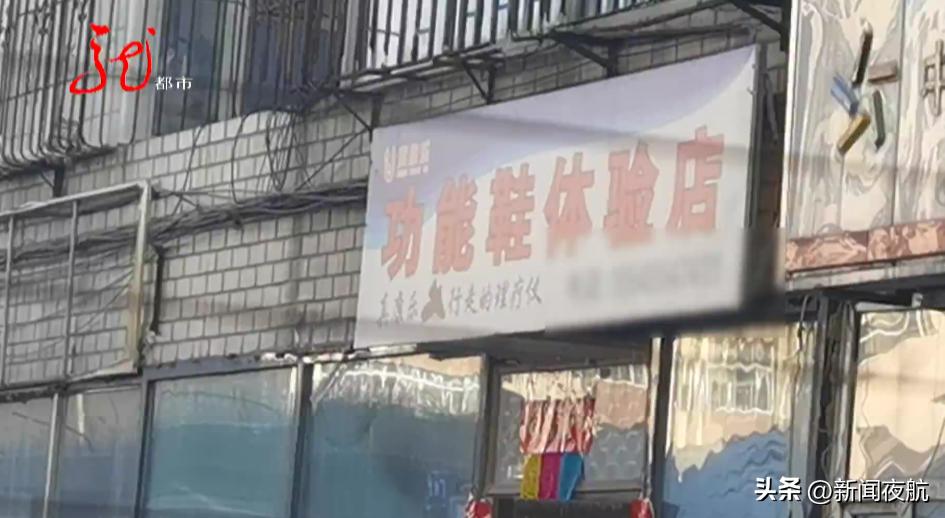 龙
都市
功能鞋体验店
行走的理疗仪
头条 @新闻夜航